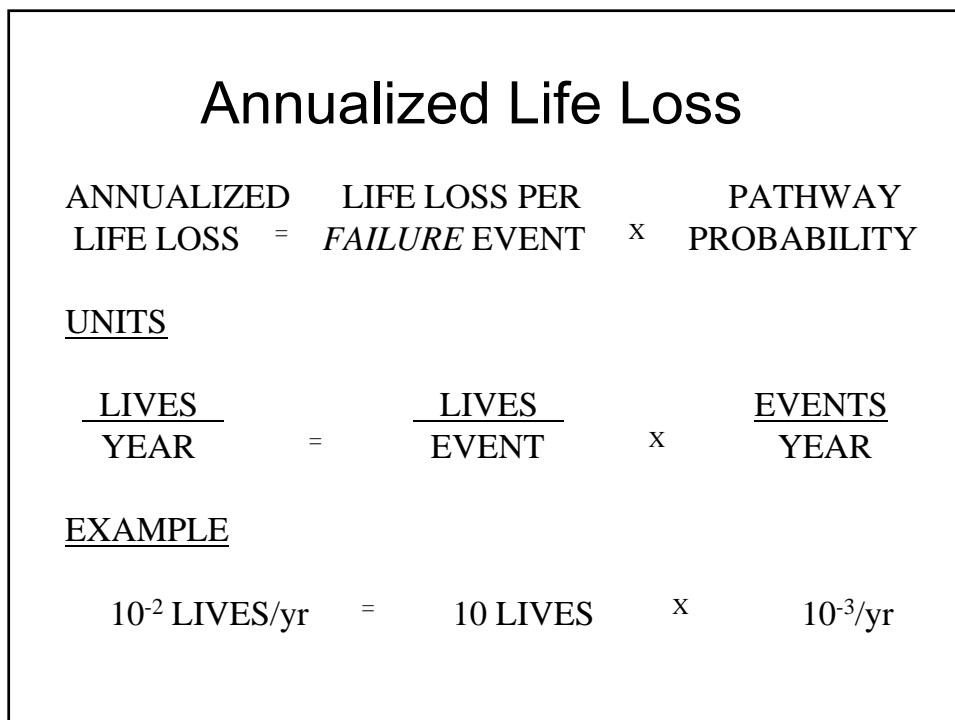 Annualized Life Loss
ANNUALIZED LIFE LOSS PER PATHWAY
LIFE LOSS = FAILURE EVENT X PROBABILITY
UNITS
LIVES LIVES EVENTS
YEAR = EVENT X YEAR
EXAMPLE
10⁻² LIVES/yr = 10 LIVES X 10⁻³/yr